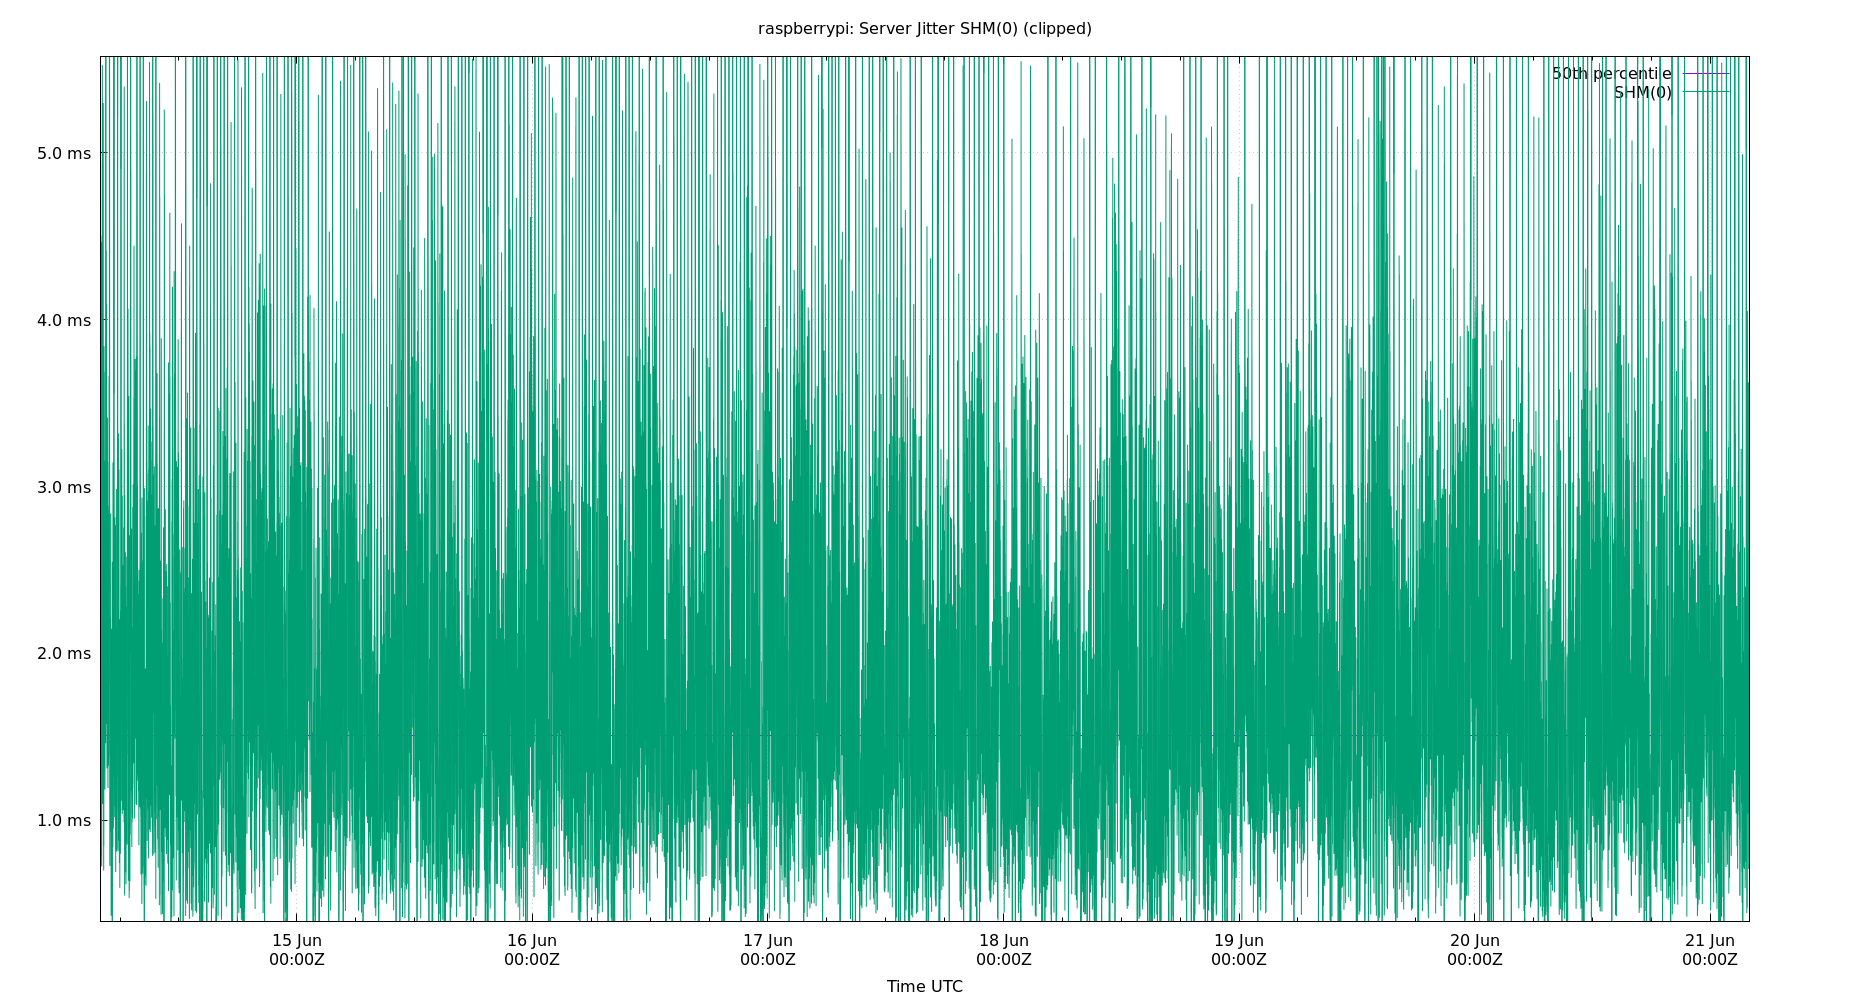 raspberrypi: Server Jitter SHM(0) (clipped)
50th percentile
SHM(0)
5.0 ms
4.0 ms
3.0 ms
2.0 ms
1.0 ms
15 Jun 16 Jun 17 Jun 18 Jun 19 Jun 20 Jun 21 Jun
00:00Z 00:00Z 00:00Z 00:00Z 00:00Z 00:00Z 00:00Z
Time UTC